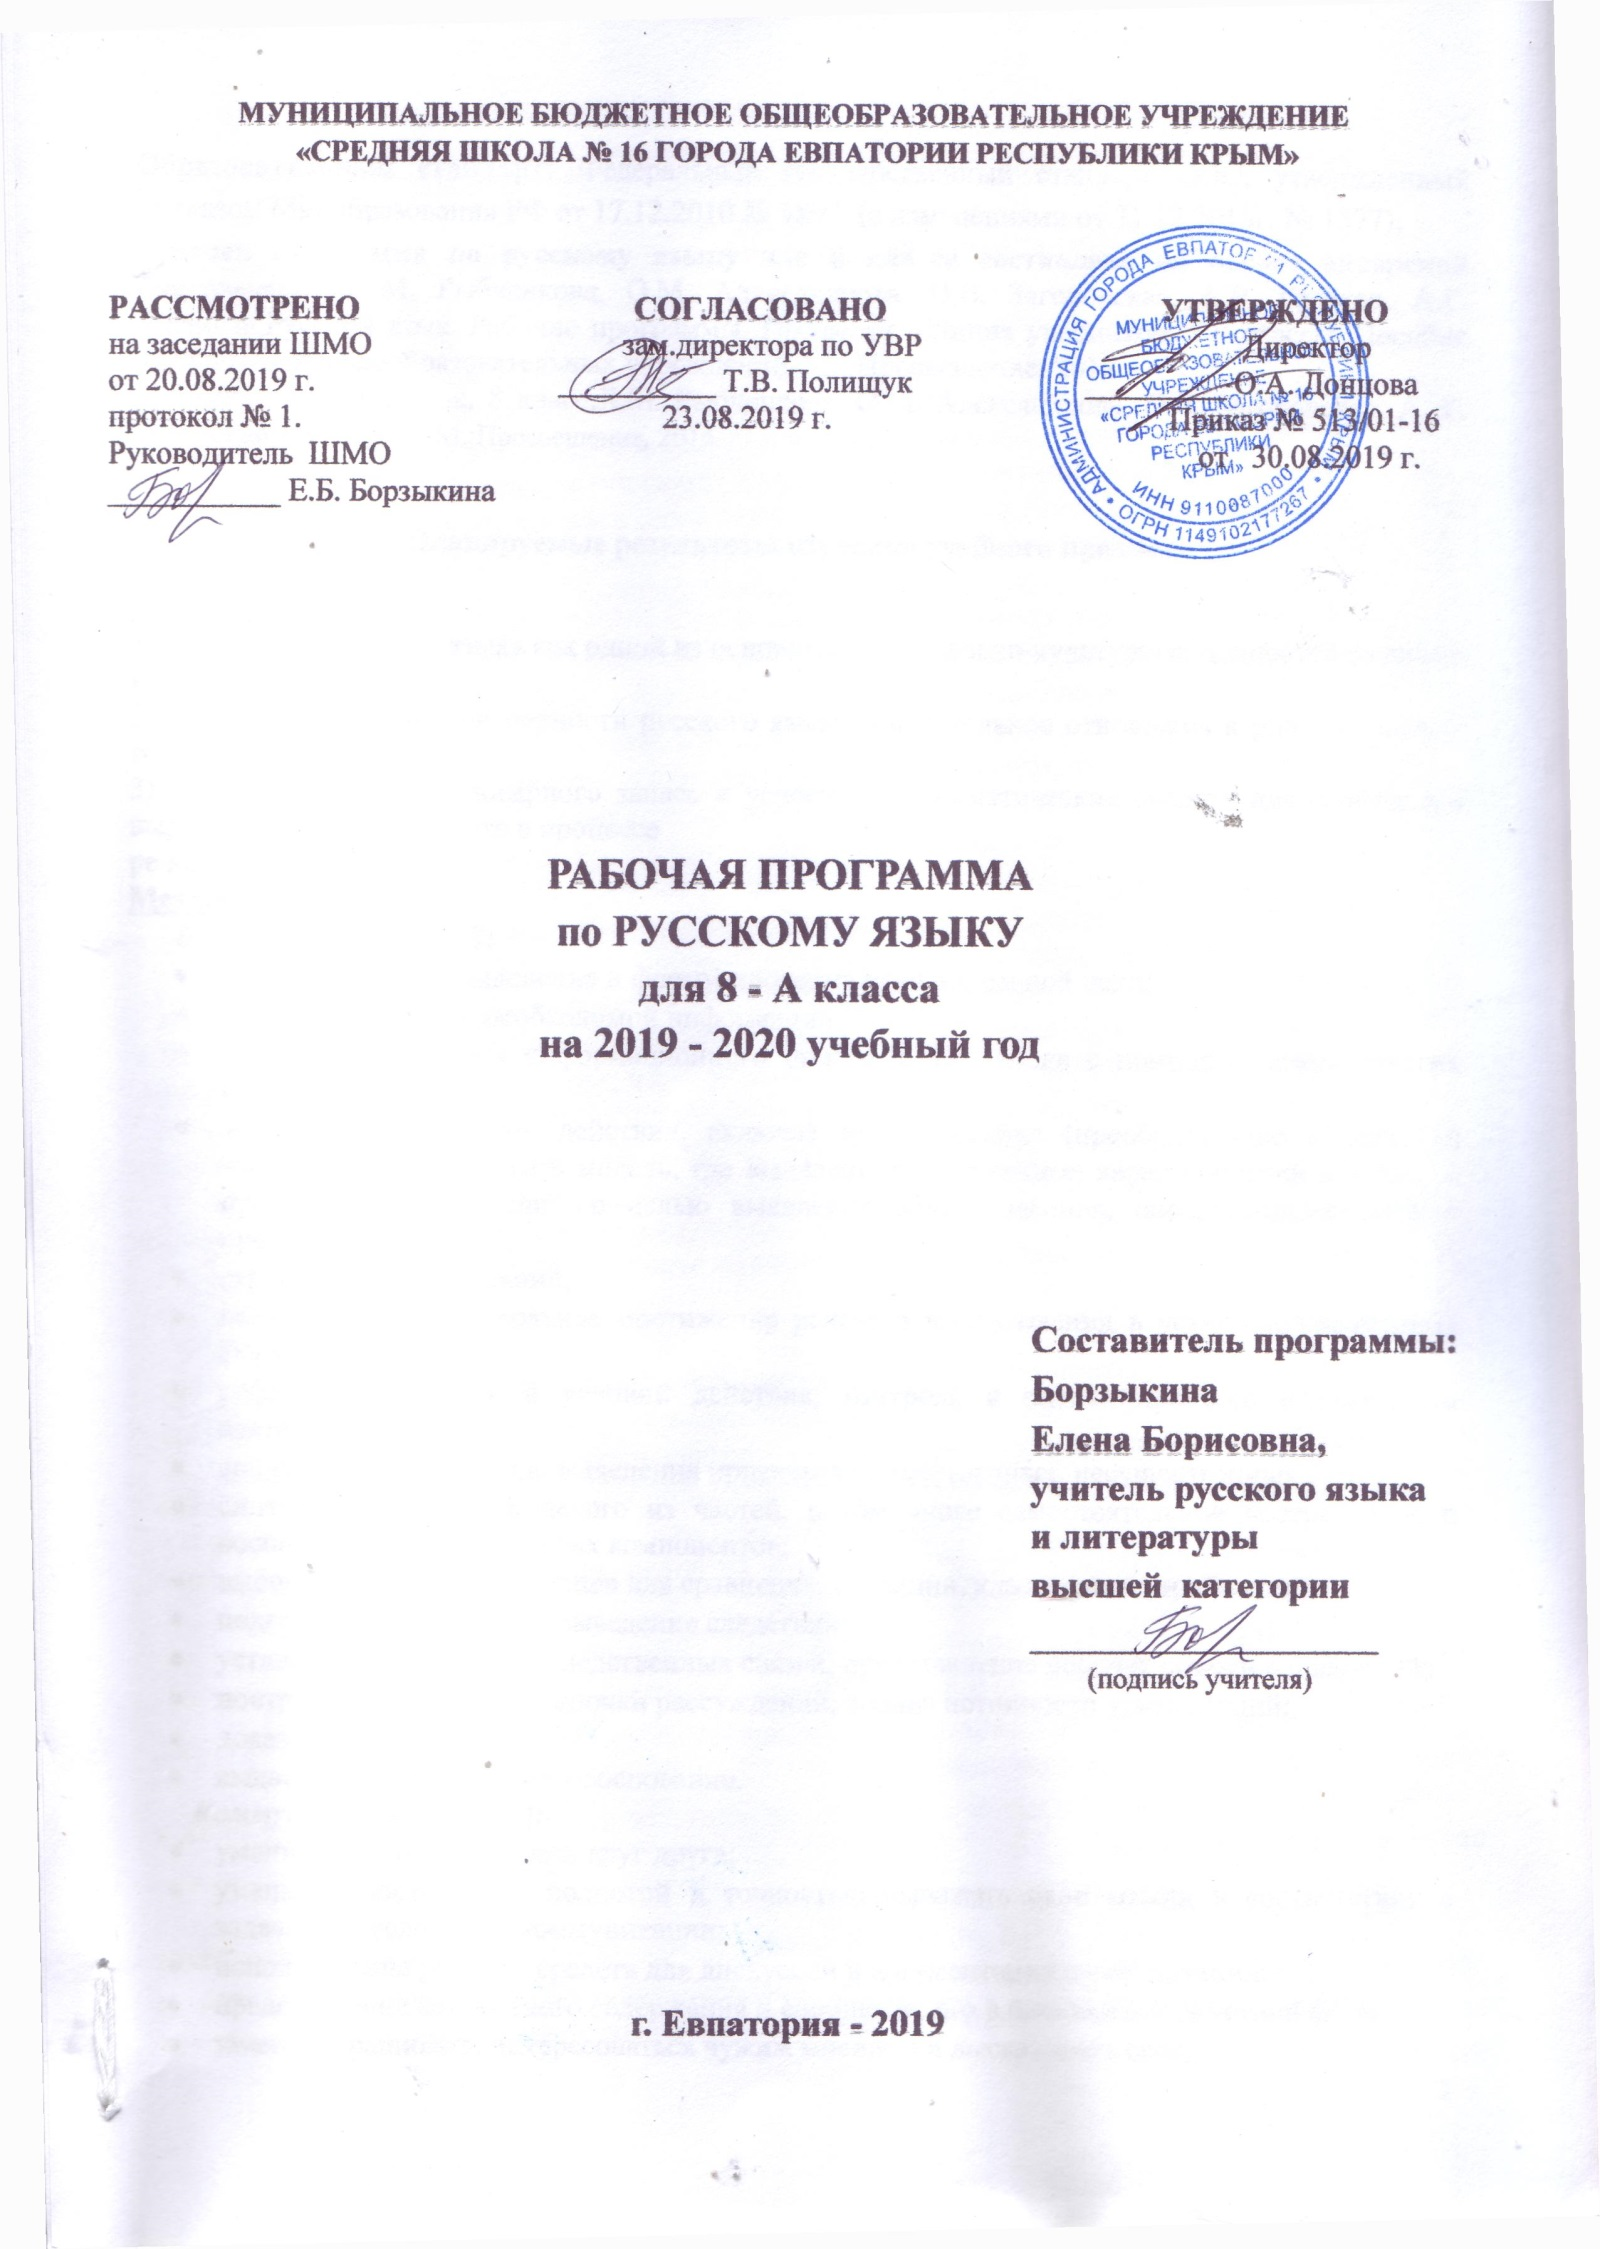 МУНИЦИПАЛЬНОЕ БЮДЖЕТНОЕ ОБЩЕОБРАЗОВАТЕЛЬНОЕ УЧРЕЖДЕНИЕ
«СРЕДНЯЯ ШКОЛА № 16 ГОРОДА ЕВПАТОРИИ РЕСПУБЛИКИ КРЫМ»
РАССМОТРЕНО
на заседании ШМО
от 20.08.2019 г.
протокол № 1.
Руководитель ШМО
Е.Б. Борзыкина
СОГЛАСОВАНО
зам.директора по УВР
Т.В. Полищук
23.08.2019 г.
УТВЕРЖДЕНО
Директор
О.А. Донцова
Приказ № 513/01-16
от 30.08.2019 г.
МУНИЦИПАЛЬНОЕ
БЮДЖЕТНОЕ
ОБЩЕОБРАЗОВАТЕЛЬНОЕ
УЧРЕЖДЕНИЕ
«СРЕДНЯЯ ШКОЛА № 16
ГОРОДА ЕВПАТОРИИ
РЕСПУБЛИКИ
КРЫМ»
АДМИНИСТРАЦИЯ ГОРОДА ЕВПАТОРИИ РЕСПУБЛИКИ КРЫМ
ИНН 9110087000
ОГРН 1149102177267
РАБОЧАЯ ПРОГРАММА
по РУССКОМУ ЯЗЫКУ
для 8 - А класса
на 2019 - 2020 учебный год
Составитель программы:
Борзыкина
Елена Борисовна,
учитель русского языка
и литературы
высшей категории
(подпись учителя)
г. Евпатория - 2019